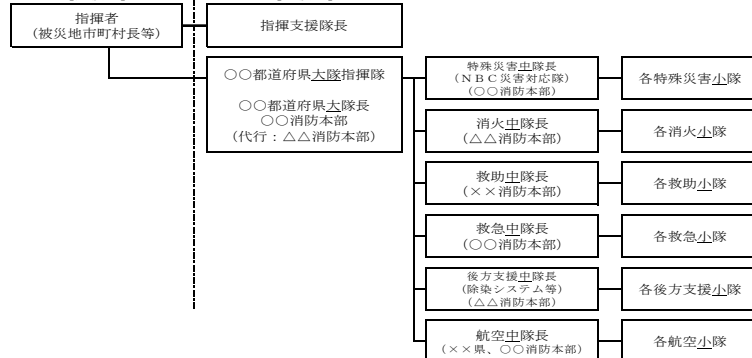 指揮者
(被災地市町村長等)
指揮支援隊長
○○都道府県大隊指揮隊
○○都道府県大隊長
○○消防本部
(代行：△△消防本部)
特殊災害中隊長
(ＮＢＣ災害対応隊)
(○○消防本部)
各特殊災害小隊
消火中隊長
(△△消防本部)
各消火小隊
救助中隊長
(××消防本部)
各救助小隊
救急中隊長
(○○消防本部)
各救急小隊
後方支援中隊長
(除染システム等)
(△△消防本部)
各後方支援小隊
航空中隊長
(××県、○○消防本部)
各航空小隊